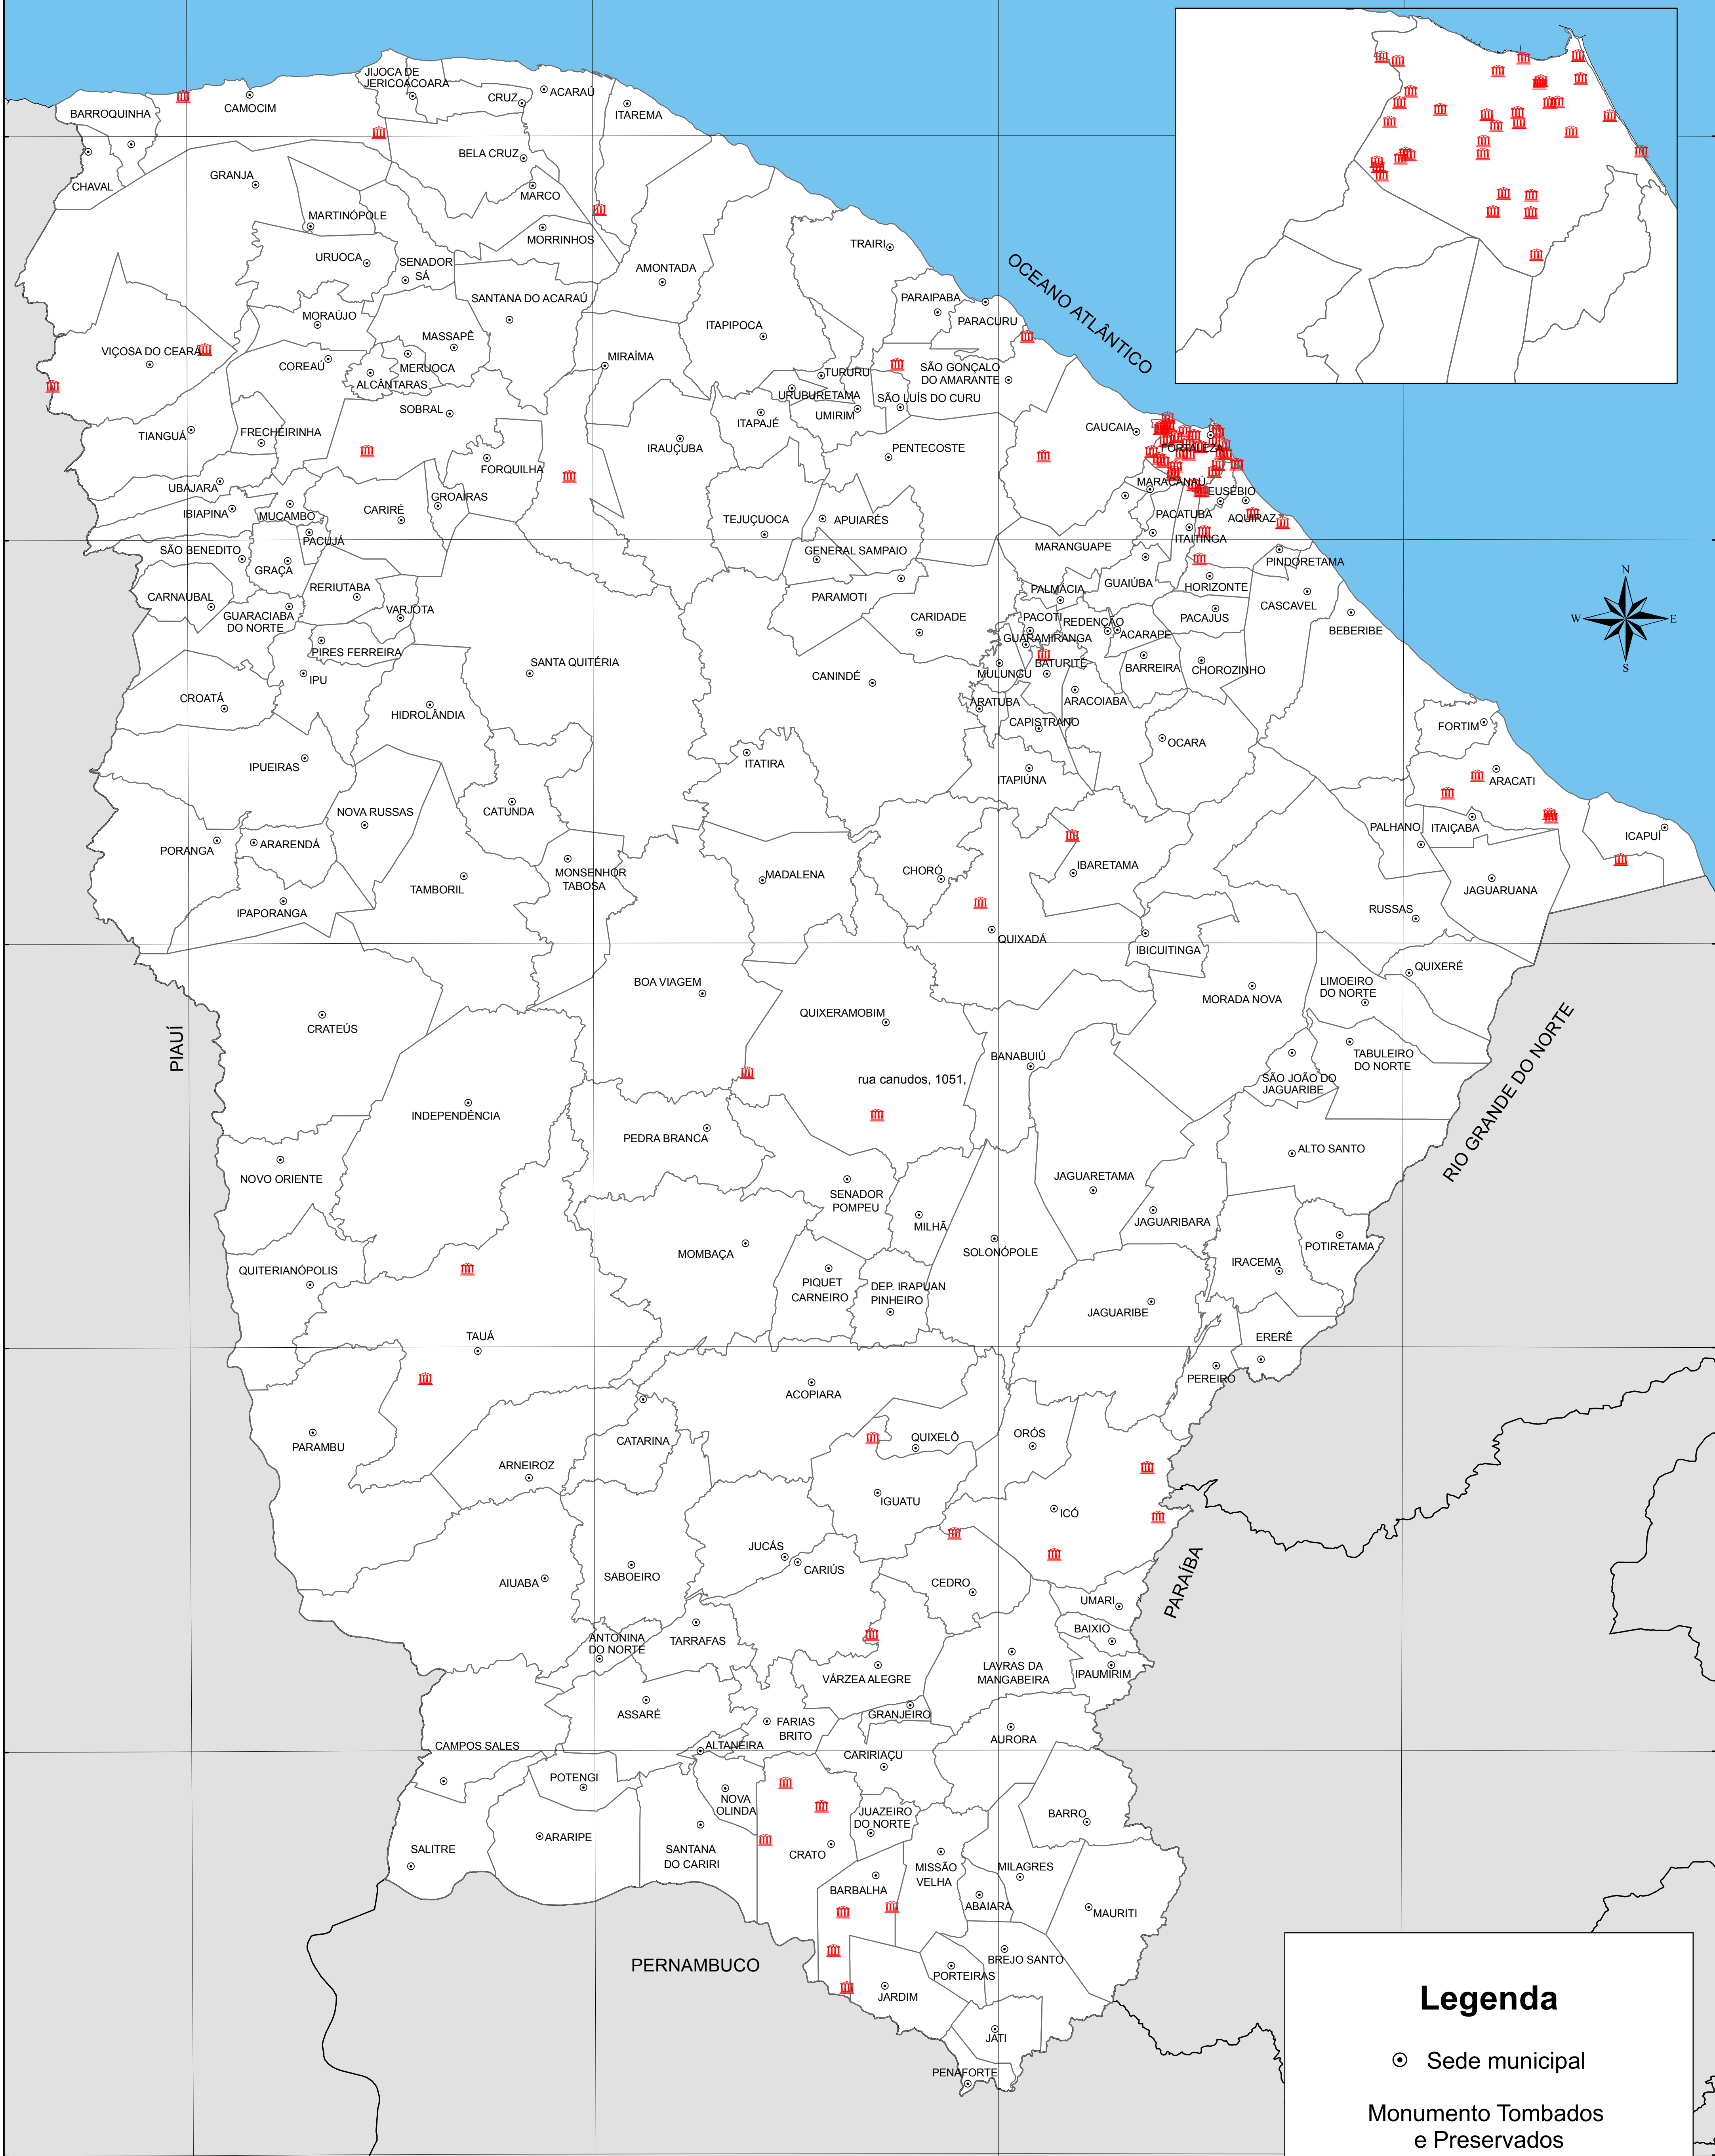 JIJOCA DE
JERICOACOARA
CRUZ
ACARAÚ
ITAREMA
BARROQUINHA
CAMOCIM
CHAVAL
GRANJA
BELA CRUZ
MARCO
MARTINÓPOLE
MORRINHOS
URUOCA
SENADOR
SÁ
TRAIRI
AMONTADA
OCEANO ATLÂNTICO
SANTANA DO ACARAÚ
PARAIPABA
MORAÚJO
PARACURU
ITAPIPOCA
MASSAPÊ
VIÇOSA DO CEARÁ
COREAÚ
MERUOCA
MIRAÍMA
SÃO GONÇALO
DO AMARANTE
TURURU
ALCÂNTARAS
URUBURETAMA
SÃO LUÍS DO CURU
SOBRAL
UMIRIM
ITAPAJÉ
CAUCAIA
TIANGUÁ
FRECHEIRINHA
IRAUÇUBA
PENTECOSTE
FORTALEZA
FORQUILHA
UBAJARA
MARACANAÚ
EUSÉBIO
GROAÍRAS
IBIAPINA
MUCAMBO
CARIRÉ
TEJUÇUOCA
APUIARÉS
PACATUBA
AQUIRAZ
PACUJÁ
ITAITINGA
SÃO BENEDITO
GENERAL SAMPAIO
MARANGUAPE
PINDORETAMA
GRAÇA
GUAIÚBA
HORIZONTE
RERIUTABA
PALMÁCIA
CARNAUBAL
PARAMOTI
CASCAVEL
VARJOTA
GUARACIABA
DO NORTE
CARIDADE
PACOTI
REDENÇÃO
PACAJUS
BEBERIBE
N
W
E
S
GUARAMIRANGA
ACARAPE
PIRES FERREIRA
SANTA QUITÉRIA
BATURITÉ
BARREIRA
CHOROZINHO
IPU
CANINDÉ
MULUNGU
CROATÁ
ARATUBA
ARACOIABA
HIDROLÂNDIA
CAPISTRANO
FORTIM
OCARA
IPUEIRAS
ITATIRA
ITAPIÚNA
ARACATI
NOVA RUSSAS
CATUNDA
PALHANO
ITAIÇABA
ICAPUÍ
PORANGA
ARARENDÁ
MONSENHOR
TABOSA
MADALENA
CHORÓ
IBARETAMA
TAMBORIL
JAGUARUANA
IPAPORANGA
RUSSAS
QUIXADÁ
IBICUITINGA
QUIXERÉ
BOA VIAGEM
LIMOEIRO
DO NORTE
MORADA NOVA
QUIXERAMOBIM
CRATEÚS
PIAUÍ
BANABUIÚ
TABULEIRO
DO NORTE
rua canudos, 1051,
SÃO JOÃO DO
JAGUARIBE
RIO GRANDE DO NORTE
INDEPENDÊNCIA
PEDRA BRANCA
ALTO SANTO
NOVO ORIENTE
JAGUARETAMA
SENADOR
POMPEU
MILHÃ
JAGUARIBARA
SOLONÓPOLE
MOMBAÇA
POTIRETAMA
IRACEMA
QUITERIANÓPOLIS
PIQUET
CARNEIRO
DEP. IRAPUAN
PINHEIRO
JAGUARIBE
TAUÁ
ERERÊ
PEREIRO
ACOPIARA
ORÓS
PARAMBU
CATARINA
QUIXELÔ
ARNEIROZ
IGUATU
ICÓ
JUCÁS
CARIÚS
SABOEIRO
AIUABA
CEDRO
PARAÍBA
UMARI
BAIXIO
ANTONINA
DO NORTE
TARRAFAS
LAVRAS DA
MANGABEIRA
IPAUMIRIM
VÁRZEA ALEGRE
ASSARÉ
GRANJEIRO
FARIAS
BRITO
AURORA
CAMPOS SALES
ALTANEIRA
CARIRIAÇU
POTENGI
NOVA
OLINDA
JUAZEIRO
DO NORTE
BARRO
ARARIPE
SALITRE
SANTANA
DO CARIRI
CRATO
MISSÃO
VELHA
MILAGRES
BARBALHA
ABAIARA
MAURITI
BREJO SANTO
PERNAMBUCO
PORTEIRAS
JARDIM
JATI
PENAFORTE
Legenda
Sede municipal
Monumento Tombados
e Preservados